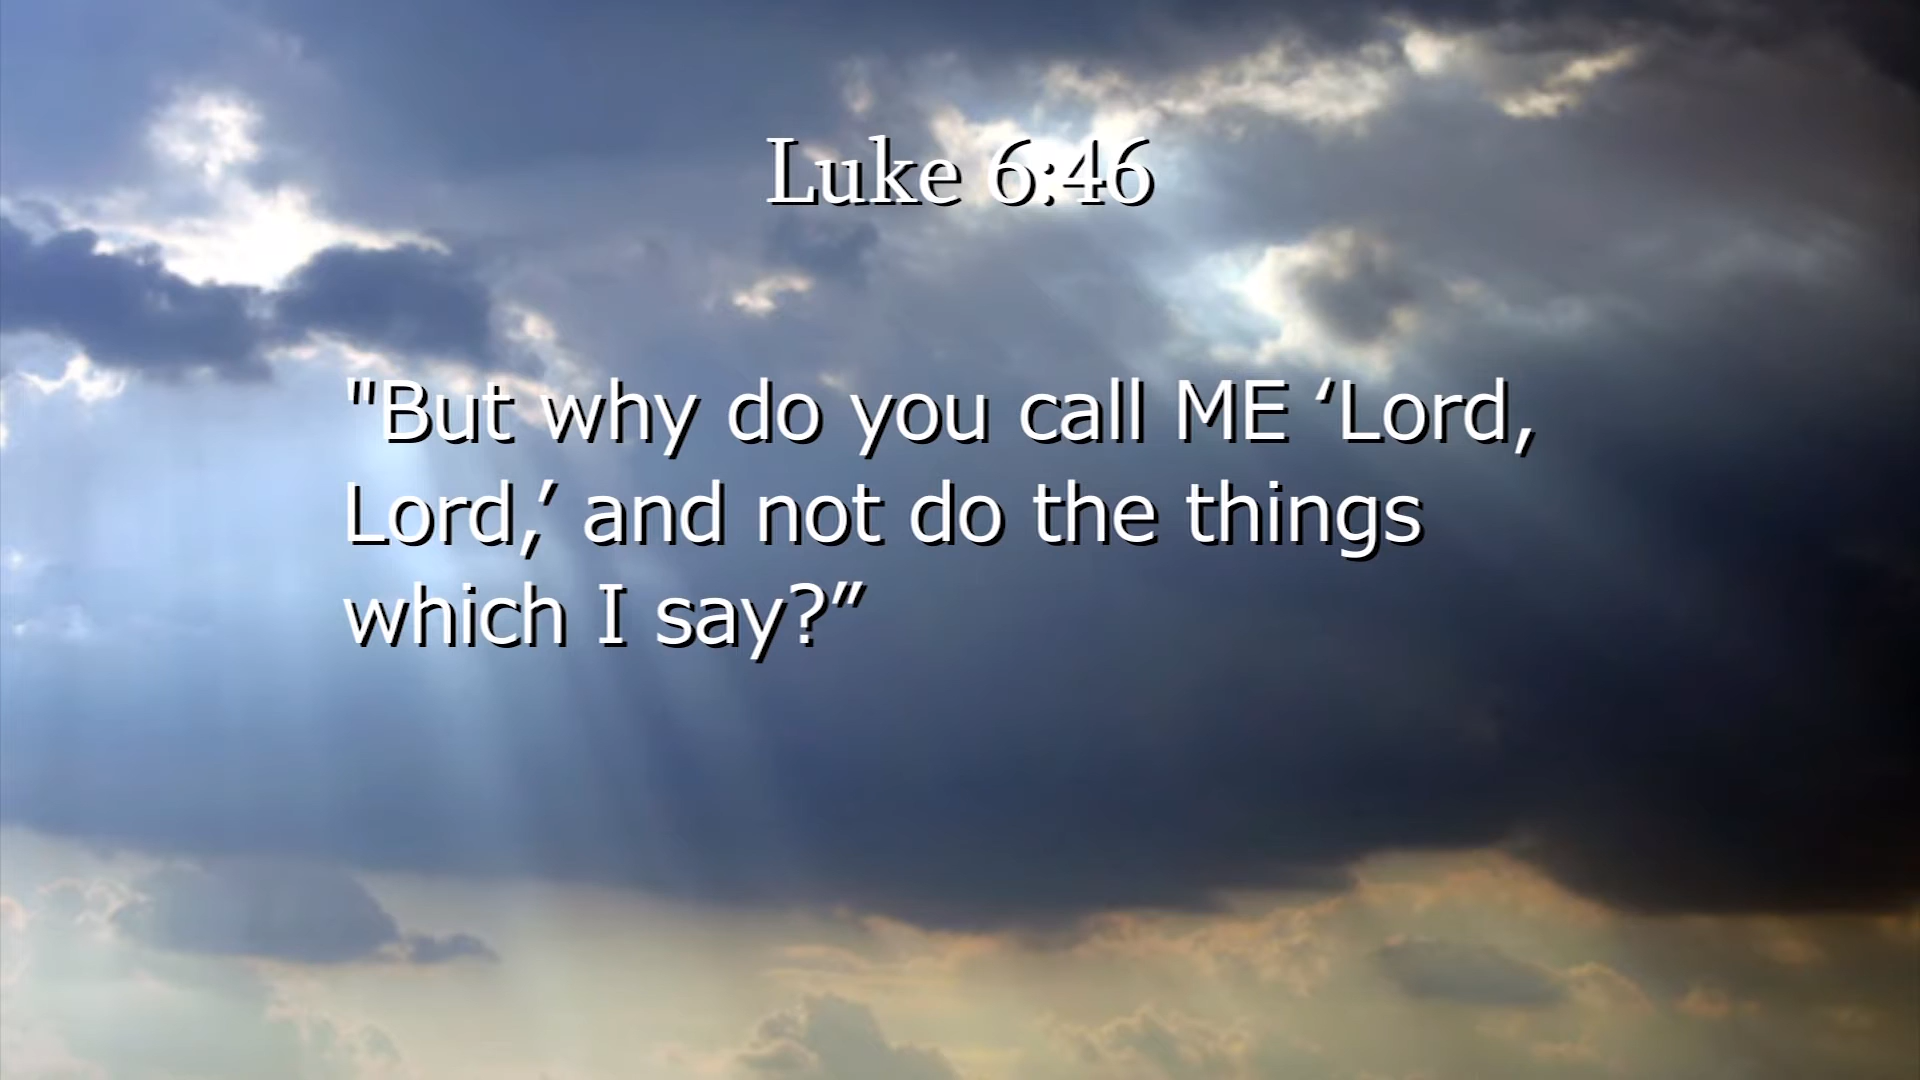 Luke 6:46
"But why do you call ME ‘Lord,
Lord,’ and not do the things
which I say?”